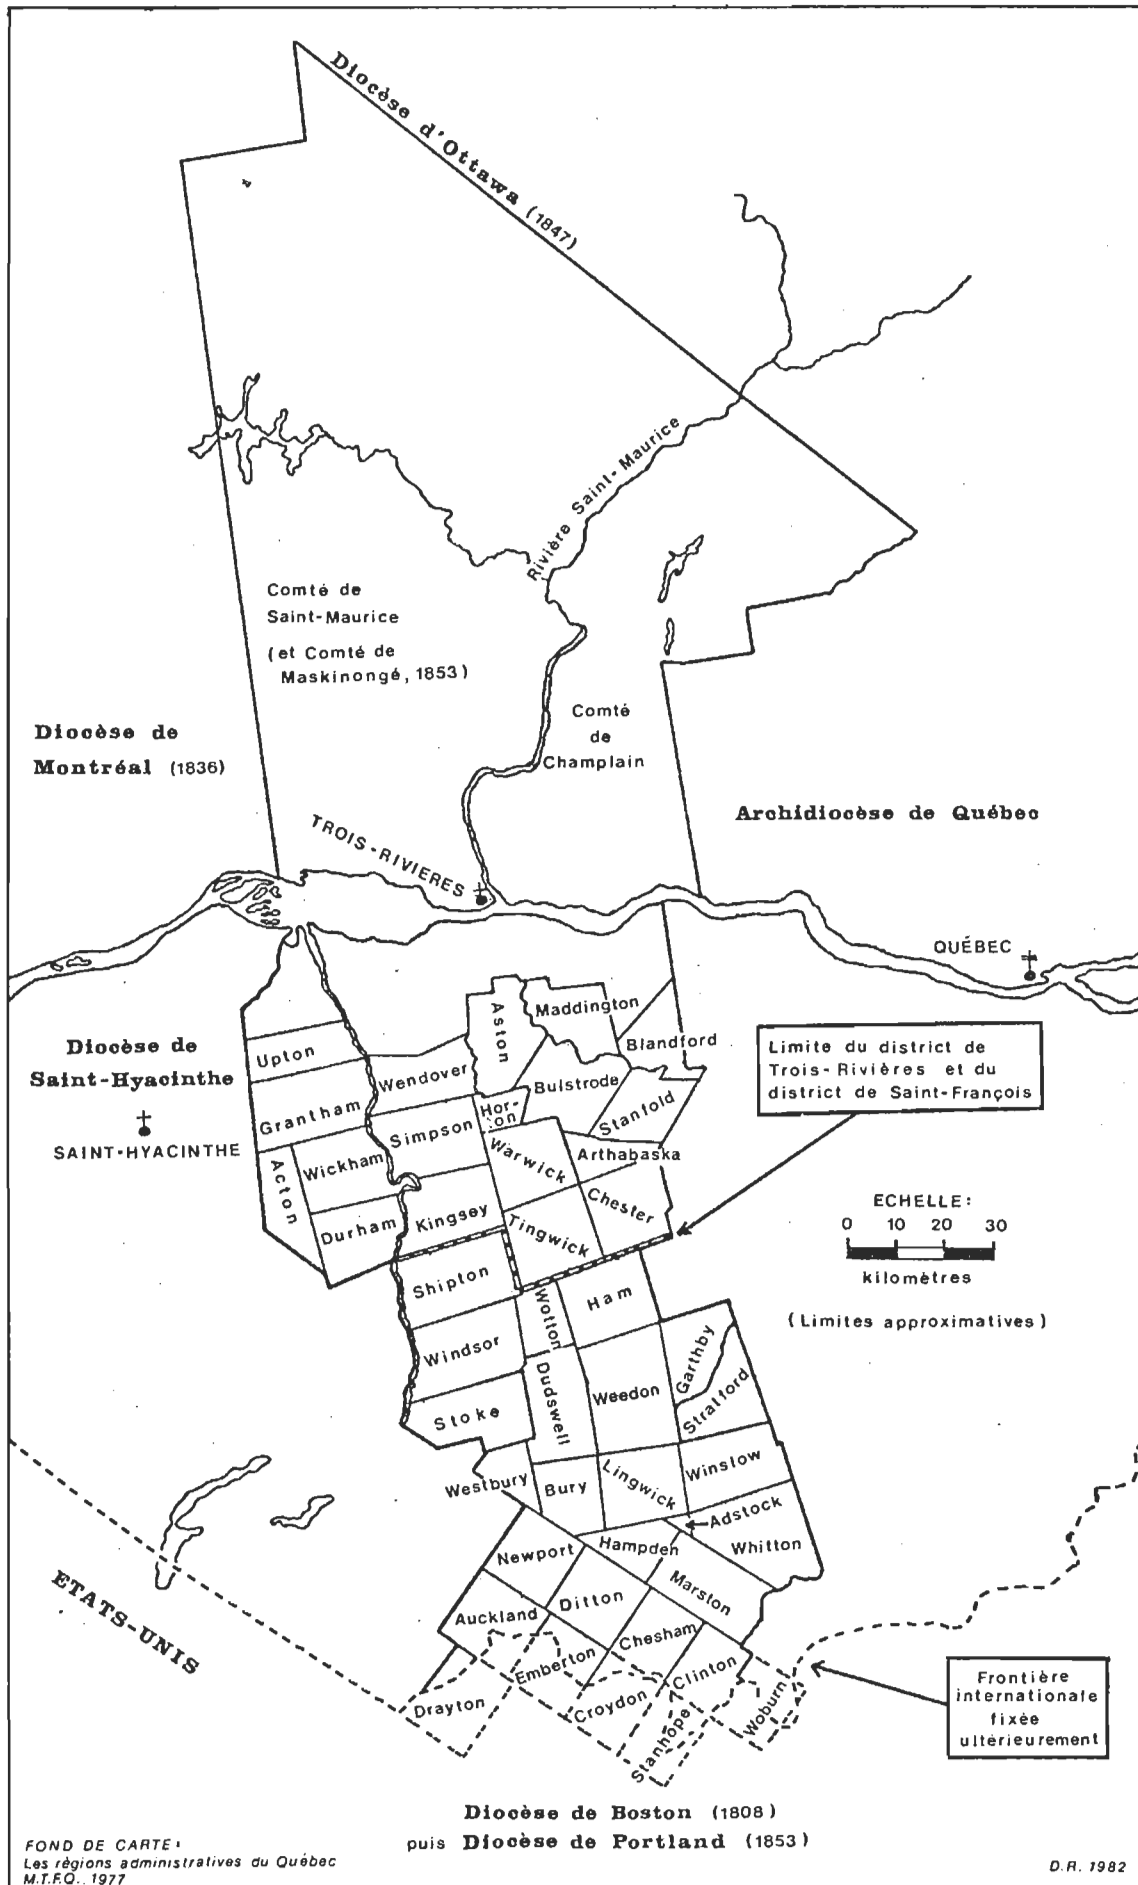 Diocèse d'Ottawa (1847)
Rivière Saint-Maurice
Comté de
Saint-Maurice
(et Comté de
Maskinongé, 1853)
Comté
de
Champlain
Diocèse de
Montréal (1836)
Archidiocèse de Québec
TROIS-RIVIERES
QUÉBEC
Diocèse de
Saint-Hyacinthe
SAINT-HYACINTHE
Aston
Maddington
Blandford
Upton
Wendover
Bulstrode
Stanfold
Grantham
Simpson
Hor-
ton
Warwick
Arthabaska
Acton
Wickham
Chester
Durham
Kingsey
Tingwick
Limite du district de
Trois-Rivières et du
district de Saint-François
ECHELLE:
0 10 20 30
kilomètres
(Limites approximatives)
Shipton
Wotton
Ham
Windsor
Dudswell
Weedon
Garthby
Stratford
Stoke
Westbury
Bury
Lingwick
Winslow
Adstock
Whitton
Newport
Hampden
Marston
Ditton
Auckland
Chesham
Emberton
Clinton
Drayton
Croydon
Stanhope
Woburn
ETATS-UNIS
Frontière
internationale
fixée
ultérieurement
Diocèse de Boston (1808)
puis Diocèse de Portland (1853)
FOND DE CARTE:
Les règions administratives du Québec
M.T.F.Q., 1977
D.R. 1982